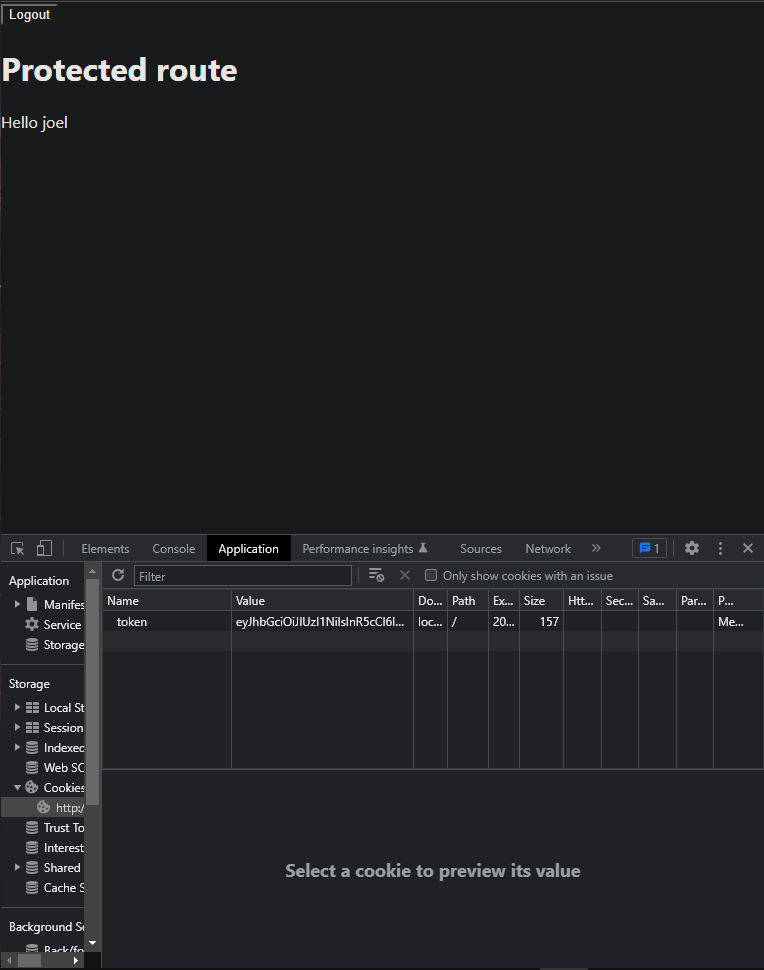 Logout
Protected route
Hello joel
Elements Console Application Performance insights Sources Network » 1
Application
Manifes
Service
Storage
Storage
Local St
Session
Indexed
Web SC
Cookies
http:/
Trust To
Interest
Shared
Cache S
Background Se
Back/fo
Filter
Only show cookies with an issue
Name Value Do... Path Ex... Size Htt... Sec... Sa... Par... P...
token eyJhbGciOiJIUzI1NiIsInR5cCI6I... loc... / 20... 157 Me...
Select a cookie to preview its value